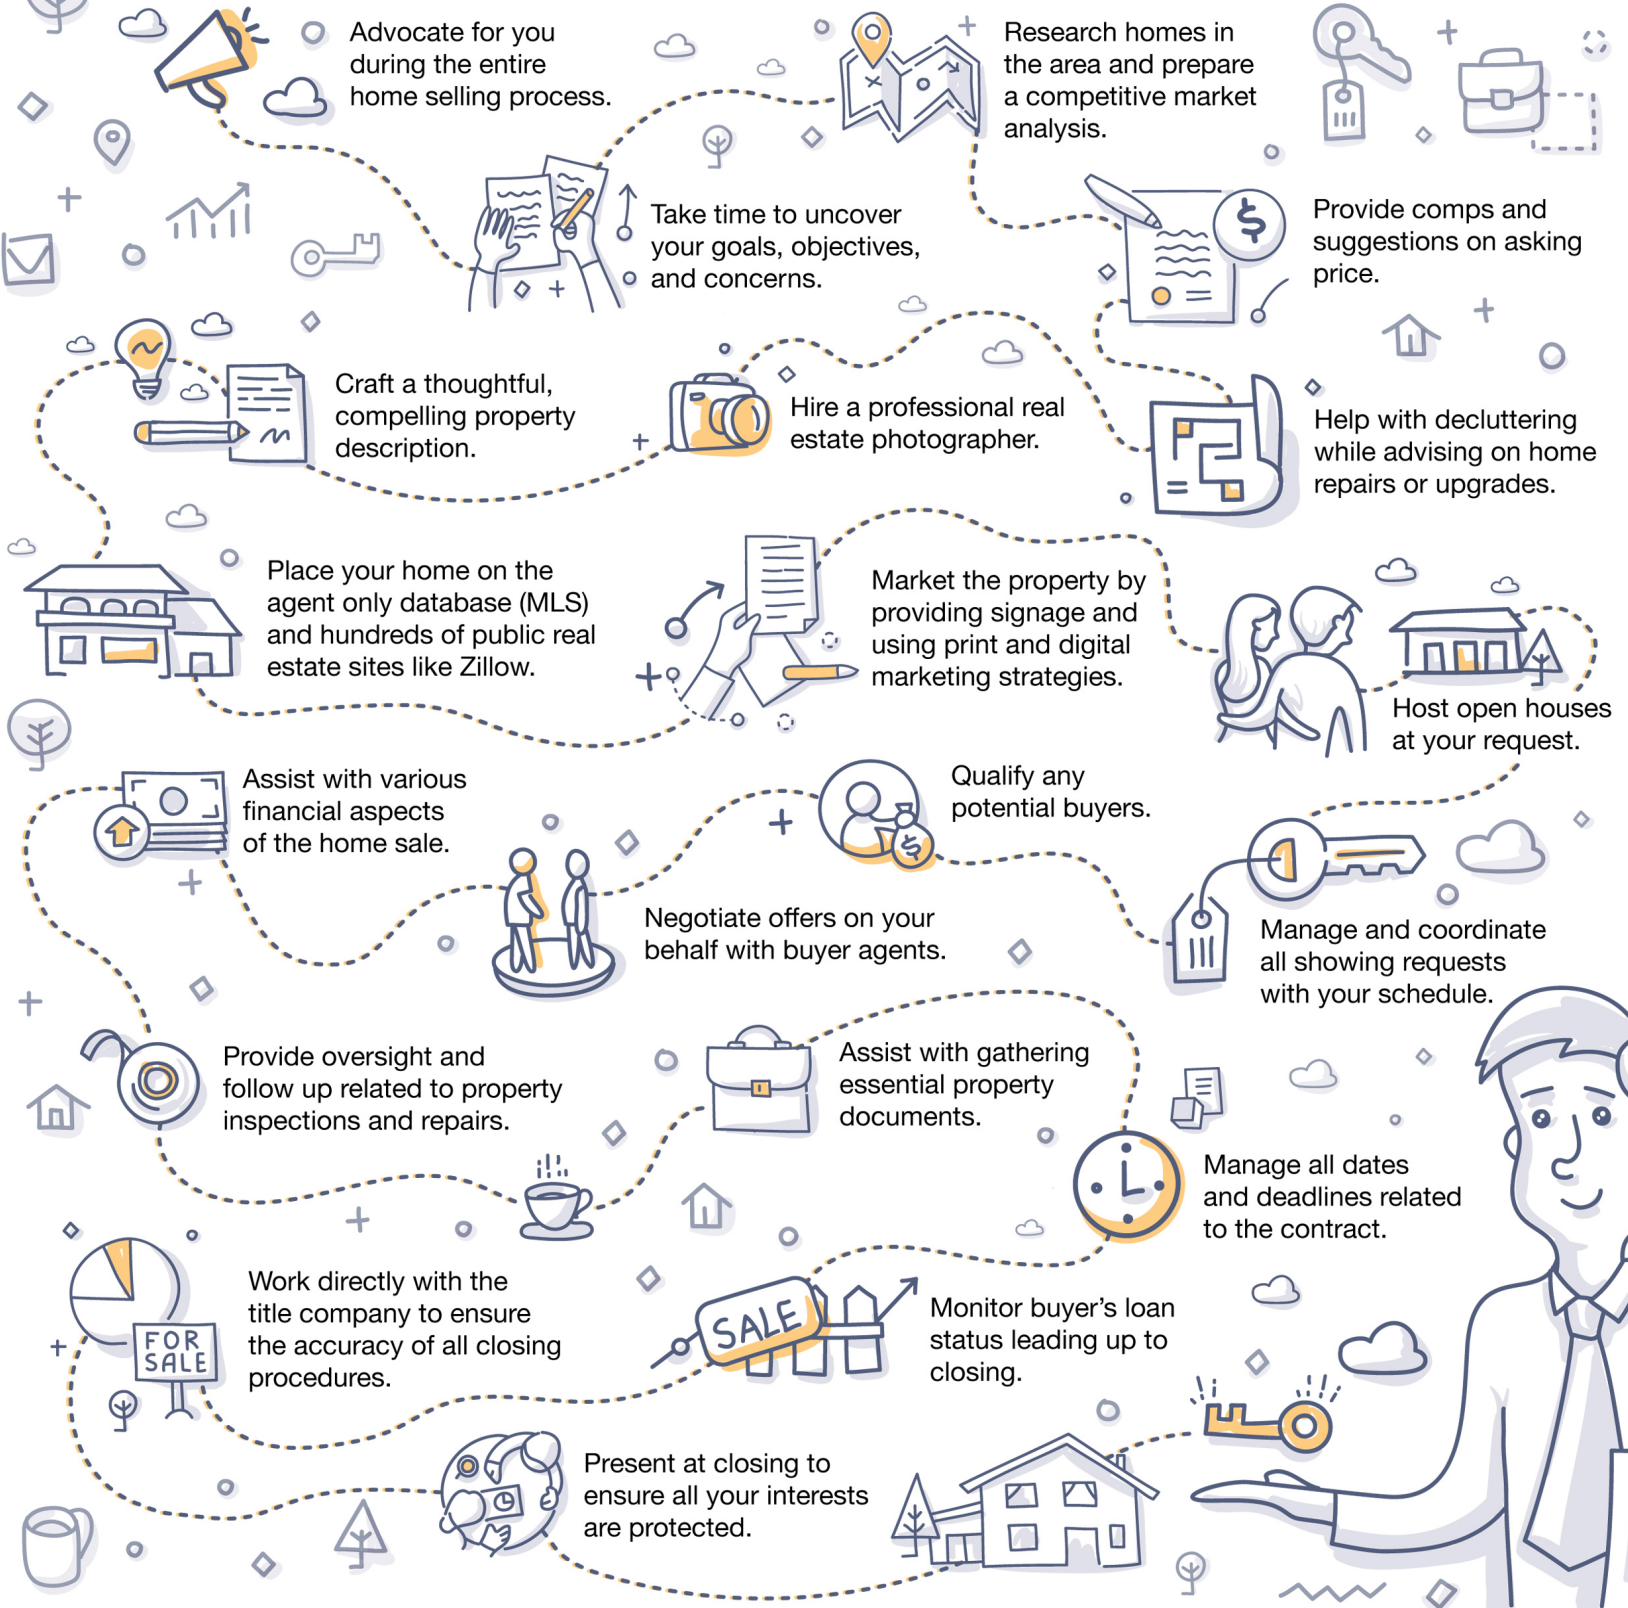 Advocate for you
during the entire
home selling process.
Take time to uncover
your goals, objectives,
and concerns.
Research homes in
the area and prepare
a competitive market
analysis.
$
Provide comps and
suggestions on asking
price.
Help with decluttering
while advising on home
repairs or upgrades.
Hire a professional real
estate photographer.
Craft a thoughtful,
compelling property
description.
Place your home on the
agent only database (MLS)
and hundreds of public real
estate sites like Zillow.
Market the property by
providing signage and
using print and digital
marketing strategies.
Host open houses
at your request.
Manage and coordinate
all showing requests
with your schedule.
Qualify any
potential buyers.
$
Negotiate offers on your
behalf with buyer agents.
Assist with various
financial aspects
of the home sale.
Provide oversight and
follow up related to property
inspections and repairs.
Assist with gathering
essential property
documents.
Manage all dates
and deadlines related
to the contract.
SALE
Monitor buyer’s loan
status leading up to
closing.
FOR
SALE
Work directly with the
title company to ensure
the accuracy of all closing
procedures.
Present at closing to
ensure all your interests
are protected.